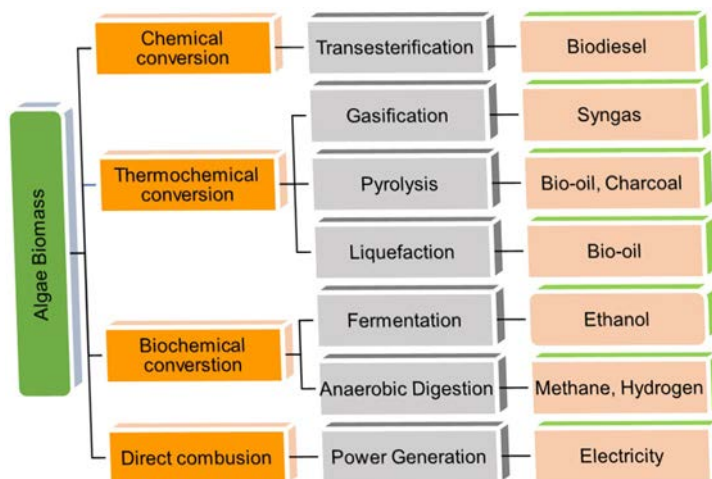 Algae Biomass
Chemical
conversion
Transesterification
Biodiesel
Thermochemical
conversion
Gasification
Syngas
Pyrolysis
Bio-oil, Charcoal
Liquefaction
Bio-oil
Biochemical
converstion
Fermentation
Ethanol
Anaerobic Digestion
Methane, Hydrogen
Direct combusion
Power Generation
Electricity